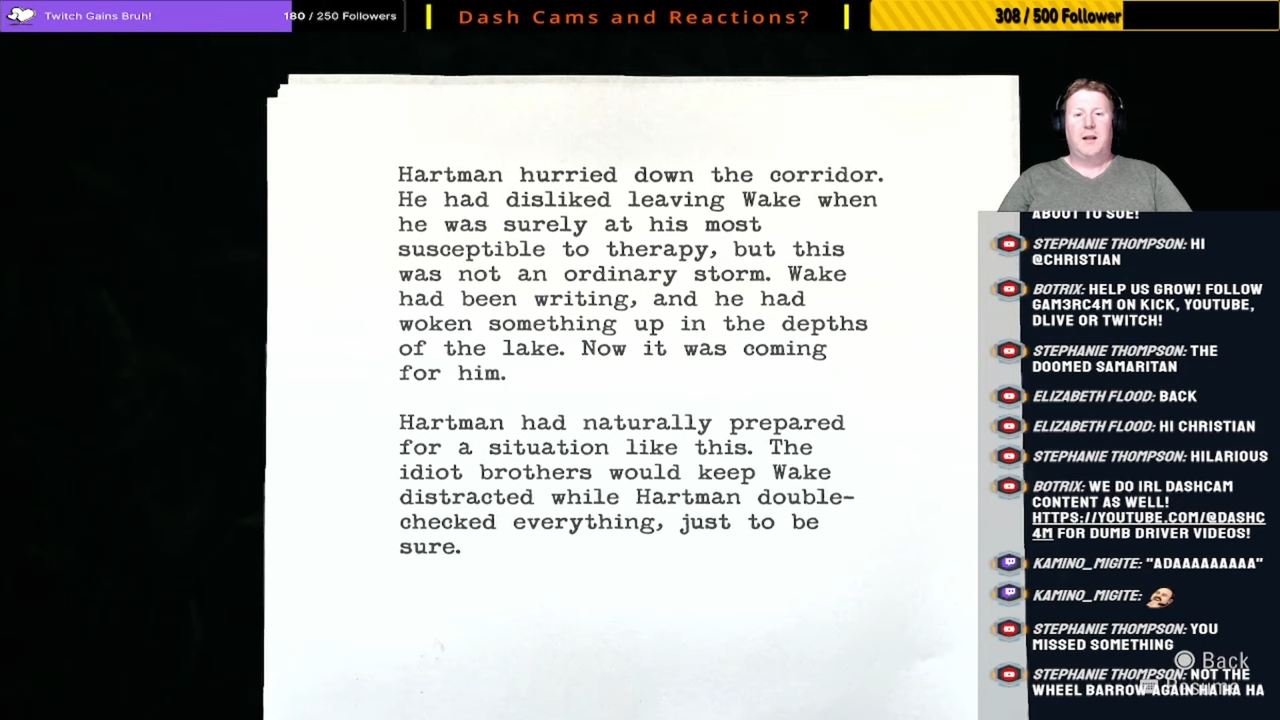 Twitch Gains Bruh!
180 / 250 Followers
Dash Cams and Reactions?
308 / 500 Follower
Hartman hurried down the corridor.
He had disliked leaving Wake when
he was surely at his most
susceptible to therapy, but this
was not an ordinary storm. Wake
had been writing, and he had
woken something up in the depths
of the lake. Now it was coming
for him.
Hartman had naturally prepared
for a situation like this. The
idiot brothers would keep Wake
distracted while Hartman double-
checked everything, just to be
sure.
ABOUT TO SUE!
STEPHANIE THOMPSON: HI
@CHRISTIAN
BOTRIX: HELP US GROW! FOLLOW
GAM3RC4M ON KICK, YOUTUBE,
DLIVE OR TWITCH!
STEPHANIE THOMPSON: THE
DOOMED SAMARITAN
ELIZABETH FLOOD: BACK
ELIZABETH FLOOD: HI CHRISTIAN
STEPHANIE THOMPSON: HILARIOUS
BOTRIX: WE DO IRL DASHCAM
CONTENT AS WELL!
HTTPS://YOUTUBE.COM/@DASHC
4M FOR DUMB DRIVER VIDEOS!
KAMINO_MIGITE: "ADAAAAAAAAA"
KAMINO_MIGITE:
STEPHANIE THOMPSON: YOU
MISSED SOMETHING
Back
STEPHANIE THOMPSON: NOT THE
WHEEL BARROW AGAIN HA HA HA
Resume